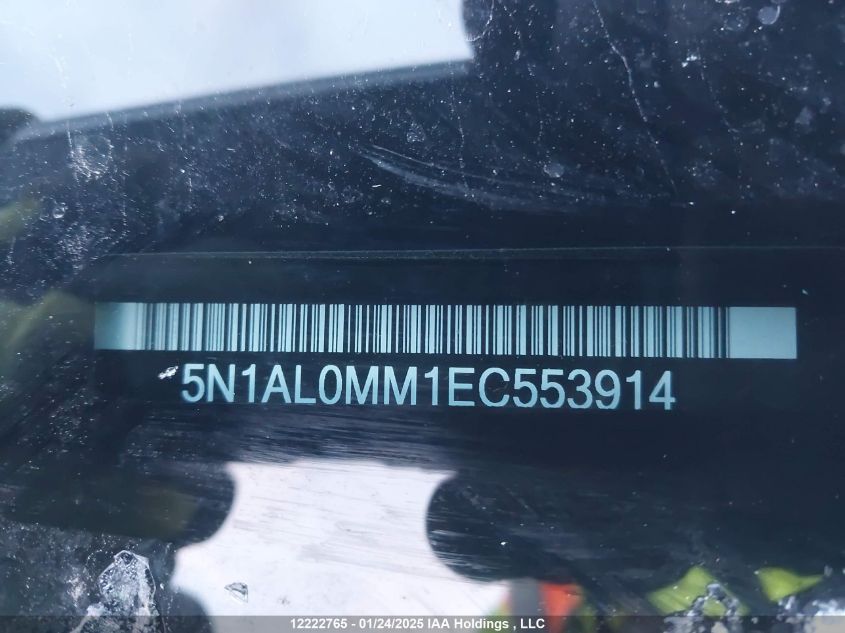 5N1AL0MM1EC553914
12222765 - 01/24/2025 IAA Holdings , LLC